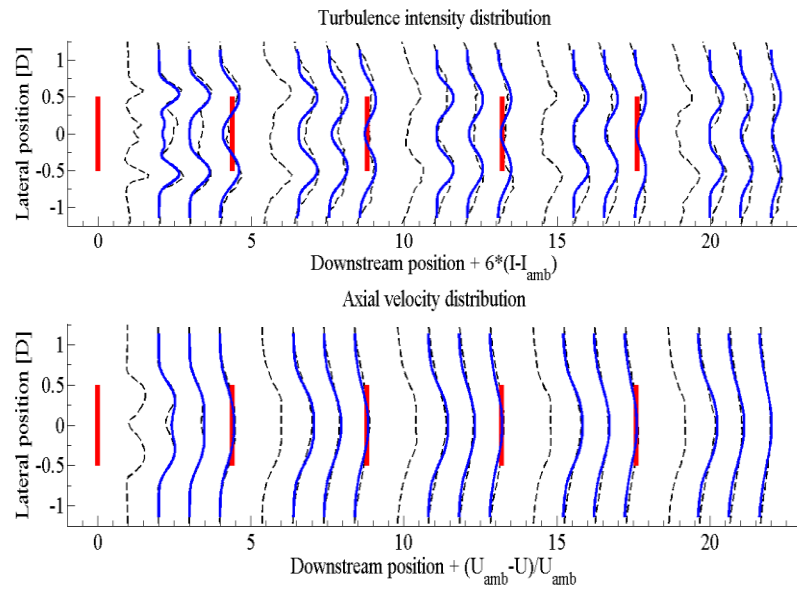 Turbulence intensity distribution
Lateral position [D]
1
0.5
0
-0.5
-1
0 5 10 15 20
Downstream position + 6*(I-I_amb)
Axial velocity distribution
Lateral position [D]
1
0.5
0
-0.5
-1
0 5 10 15 20
Downstream position + (U_amb-U)/U_amb